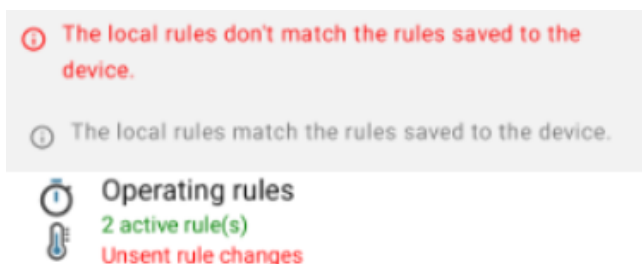 The local rules don't match the rules saved to the
device.
The local rules match the rules saved to the device.
Operating rules
2 active rule(s)
Unsent rule changes